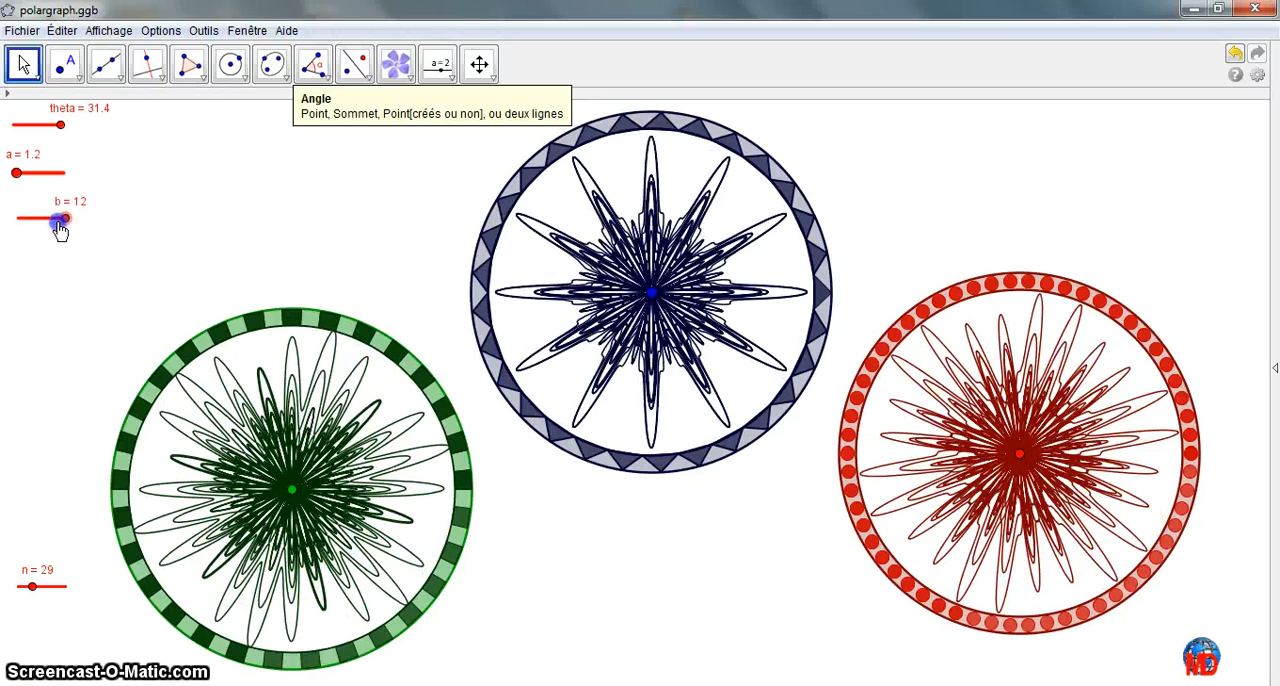 polargraph.ggb
Fichier Éditer Affichage Options Outils Fenêtre Aide
A
α
a = 2
Angle
Point, Sommet, Point[créés ou non], ou deux lignes
theta = 31.4
a = 1.2
b = 12
n = 29
Screencast-O-Matic.com
MD